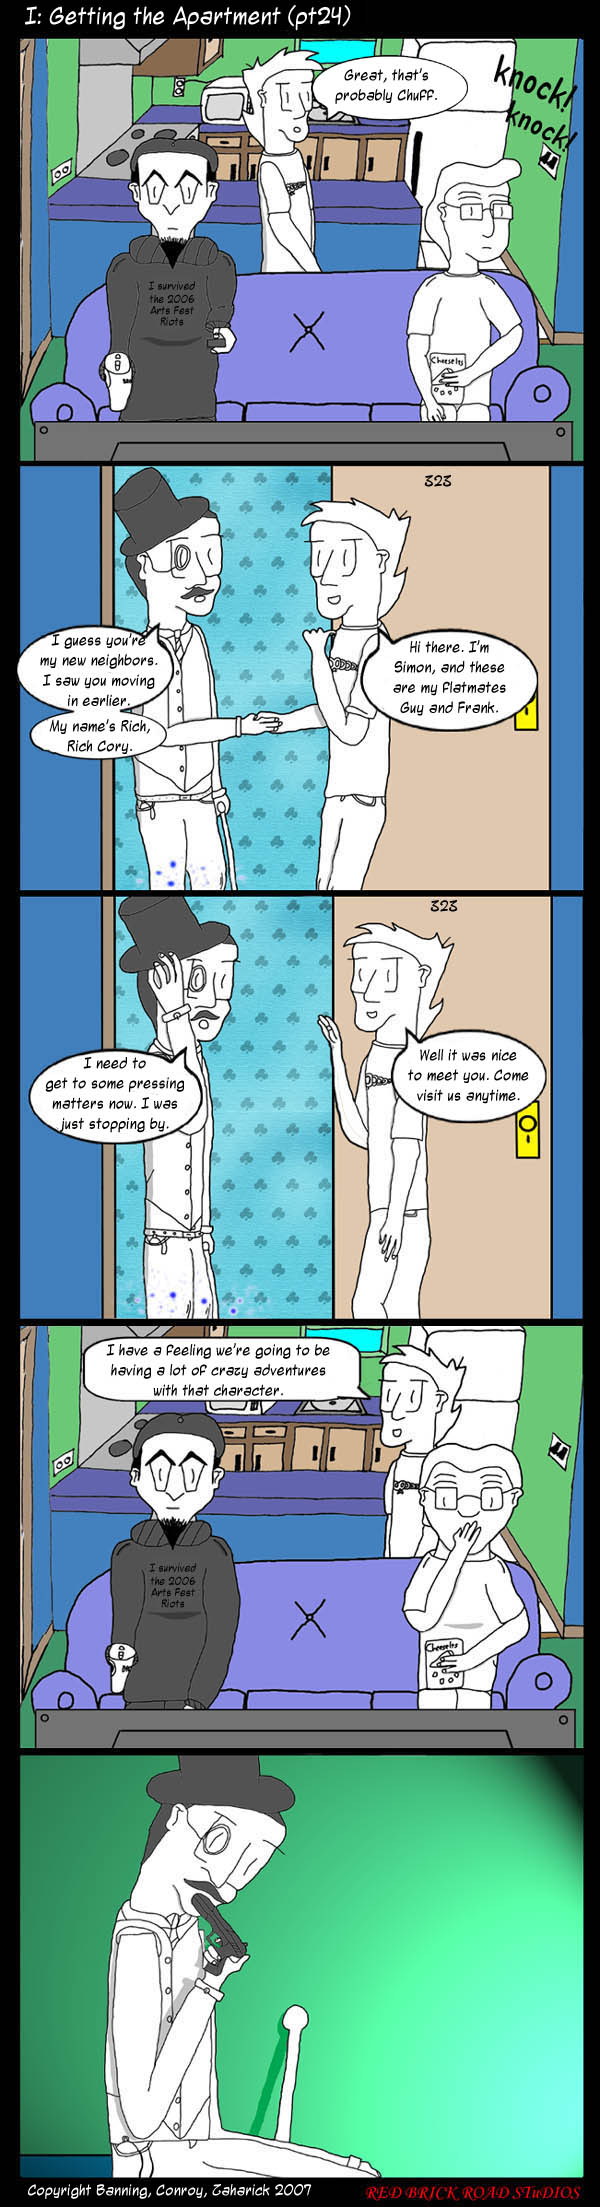 I: Getting the Apartment (pt24)
Great, that's
probably Chuff.
knock!
knock!
I survived
the 2006
Arts Fest
Riots
Cheese Its
323
I guess you're
my new neighbors.
I saw you moving
in earlier.
My name's Rich,
Rich Cory.
Hi there. I'm
Simon, and these
are my flatmates
Guy and Frank.
323
I need to
get to some pressing
matters now. I was
just stopping by.
Well it was nice
to meet you. Come
visit us anytime.
I have a feeling we're going to be
having a lot of crazy adventures
with that character.
I survived
the 2006
Arts Fest
Riots
Cheese Its
Copyright Banning, Conroy, Zaharick 2007
RED BRICK ROAD STuDIOS